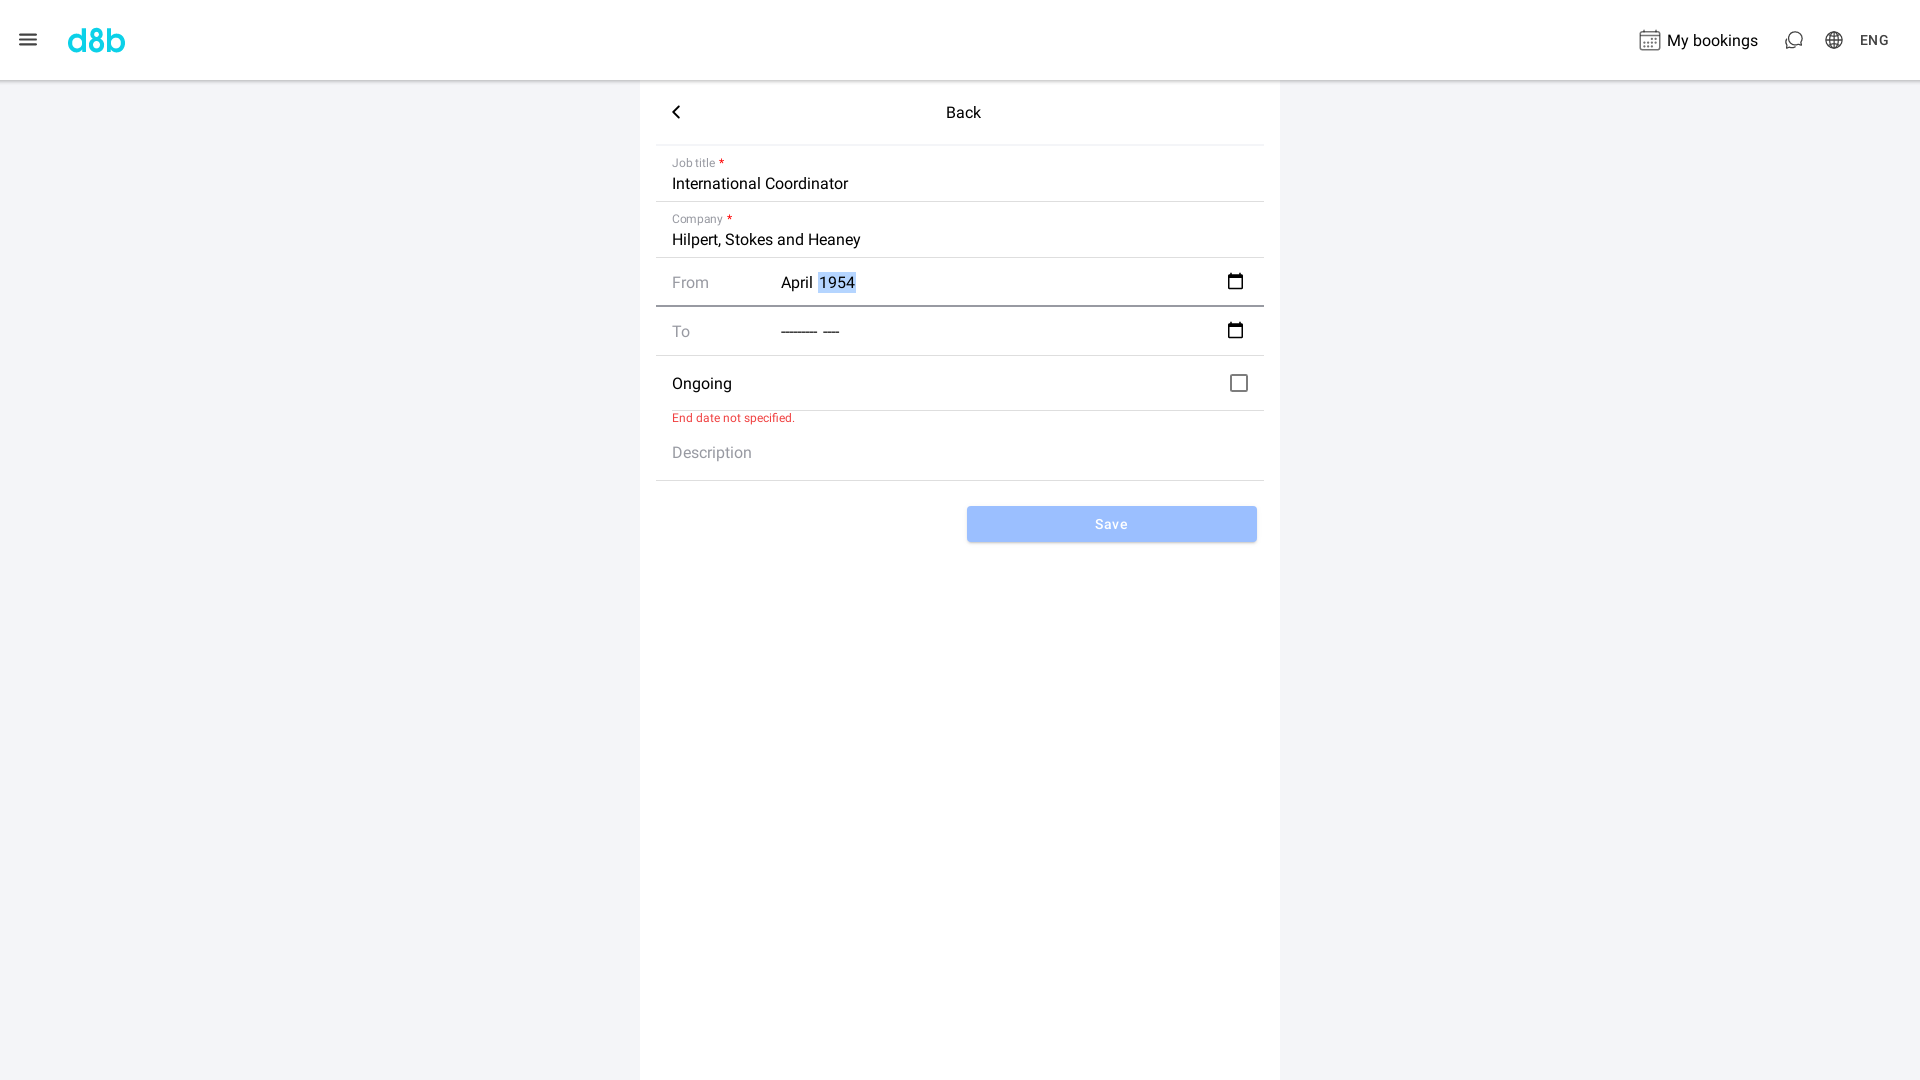 d8b
My bookings
ENG
Back
Job title *
International Coordinator
Company *
Hilpert, Stokes and Heaney
From April 1954
To --------- ----
Ongoing
End date not specified.
Description
Save